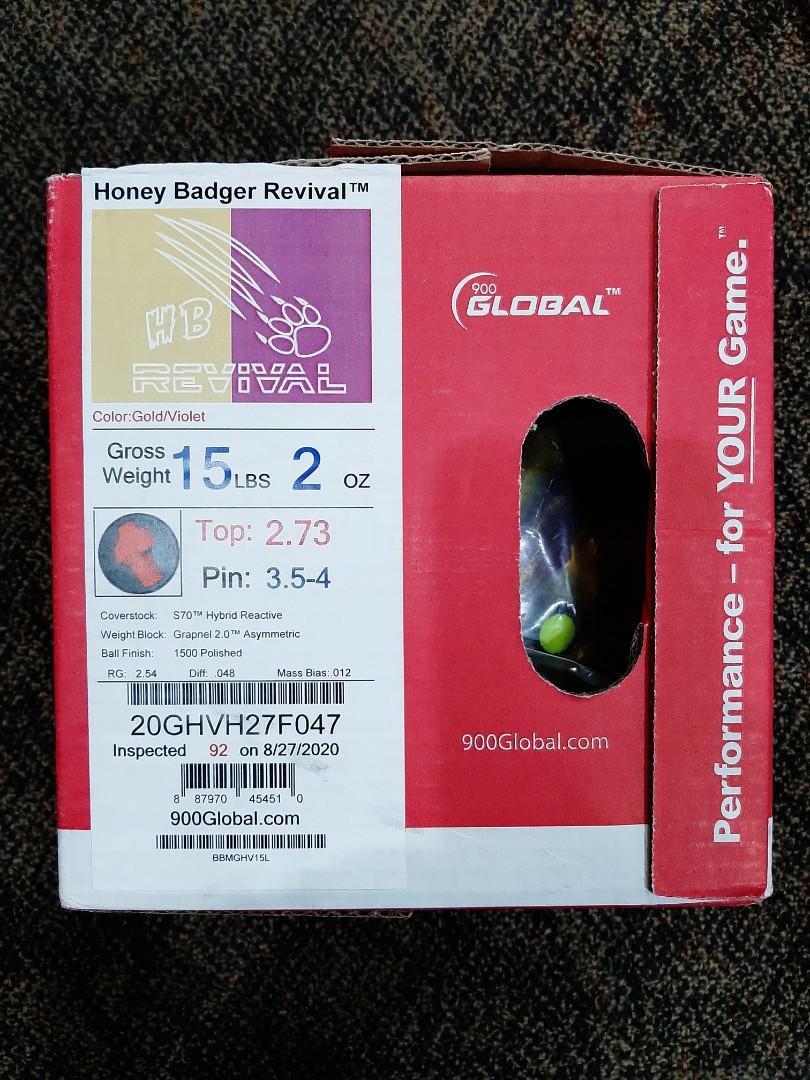 Honey Badger Revival™
HB
REVIVAL
Color:Gold/Violet
Gross
Weight 15 LBS 2 OZ
Top: 2.73
Pin: 3.5-4
Coverstock: S70™ Hybrid Reactive
Weight Block: Grapnel 2.0™ Asymmetric
Ball Finish: 1500 Polished
RG: 2.54 Diff: .048 Mass Bias:.012
20GHVH27F047
Inspected 92 on 8/27/2020
8 87970 45451 0
900Global.com
BBMGHV15L
900
GLOBAL™
900Global.com
Performance – for YOUR Game.™